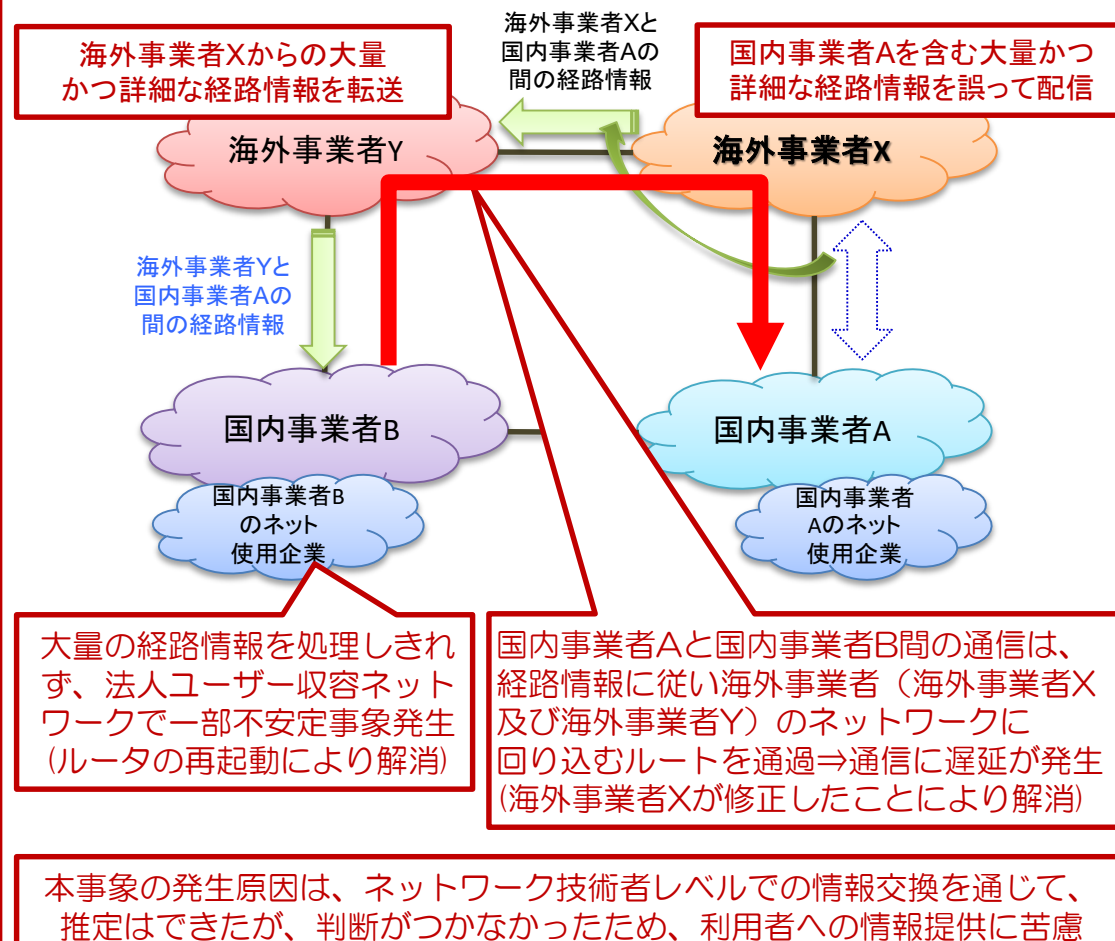 海外事業者Xと
国内事業者Aの
間の経路情報
海外事業者Xからの大量
かつ詳細な経路情報を転送
国内事業者Aを含む大量かつ
詳細な経路情報を誤って配信
海外事業者Y
海外事業者X
海外事業者Yと
国内事業者Aの
間の経路情報
国内事業者B
国内事業者A
国内事業者B
のネット
使用企業
国内事業者
Aのネット
使用企業
大量の経路情報を処理しきれ
ず、法人ユーザー収容ネット
ワークで一部不安定事象発生
(ルータの再起動により解消)
国内事業者Aと国内事業者B間の通信は、
経路情報に従い海外事業者（海外事業者X
及び海外事業者Y）のネットワークに
回り込むルートを通過⇒通信に遅延が発生
(海外事業者Xが修正したことにより解消)
本事象の発生原因は、ネットワーク技術者レベルでの情報交換を通じて、
推定はできたが、判断がつかなかったため、利用者への情報提供に苦慮